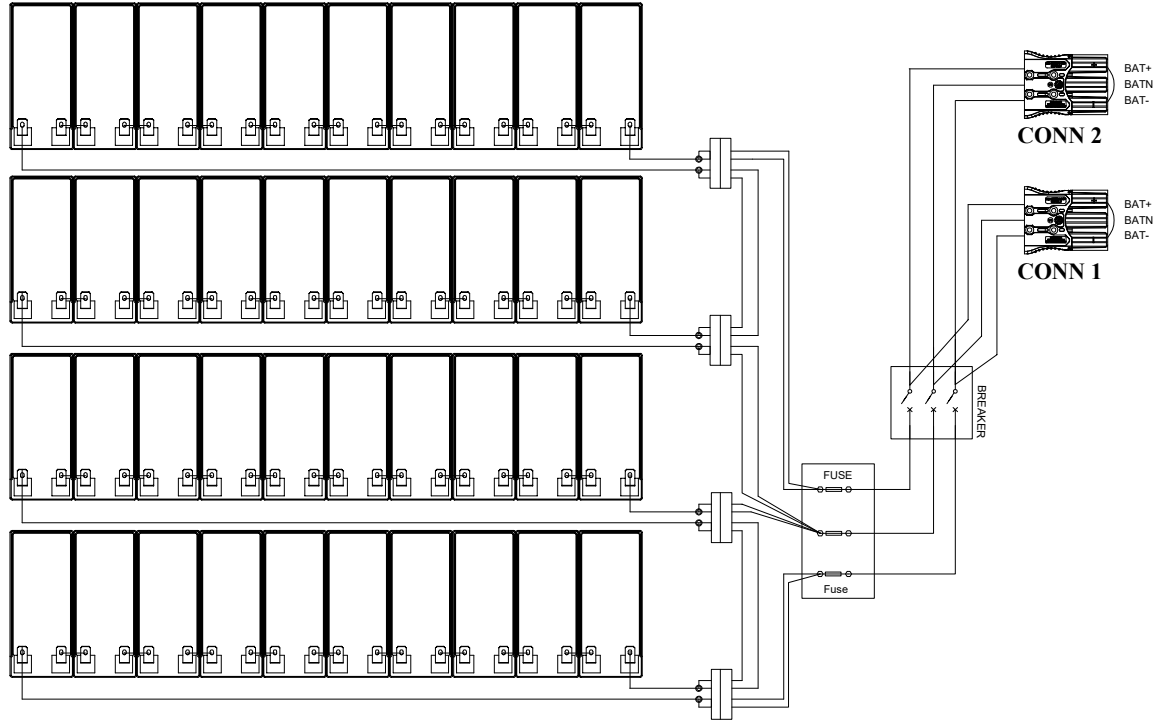 BAT+
BATN
BAT-
CONN 2
BAT+
BATN
BAT-
CONN 1
BREAKER
FUSE
Fuse